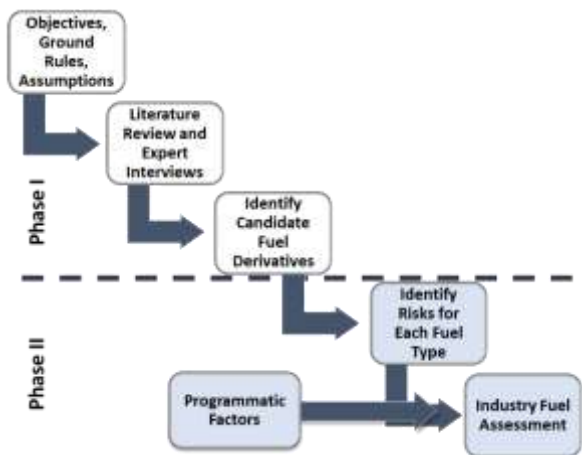 Objectives,
Ground
Rules,
Assumptions
Literature
Review and
Expert
Interviews
Phase I
Identify
Candidate
Fuel
Derivatives
Identify
Risks for
Each Fuel
Type
Phase II
Programmatic
Factors
Industry Fuel
Assessment